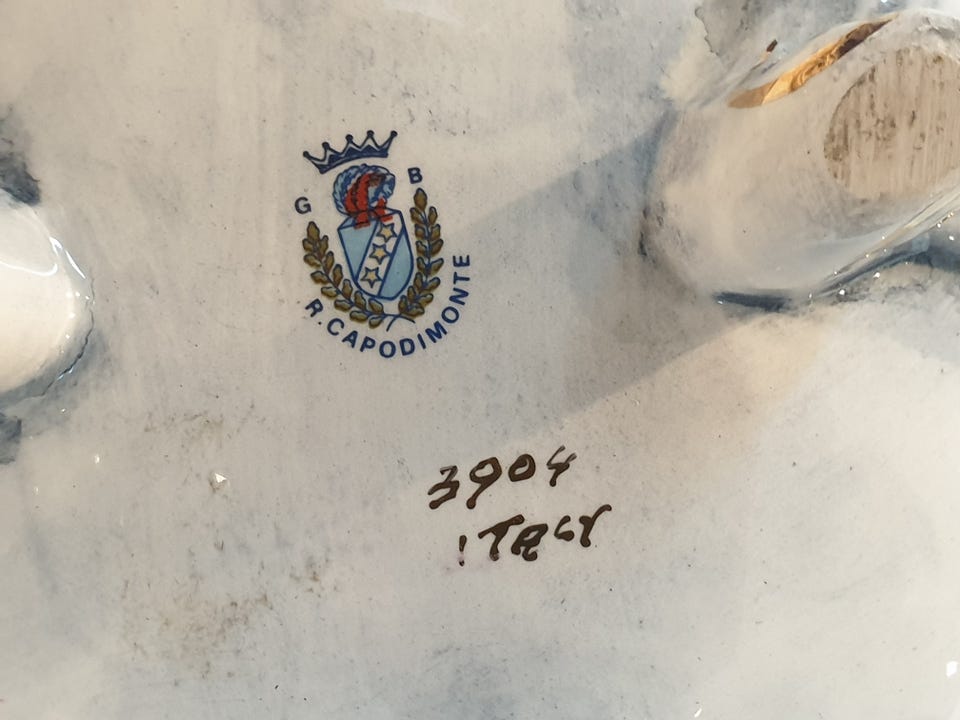 G B
R. CAPODIMONTE
3904
ITALY